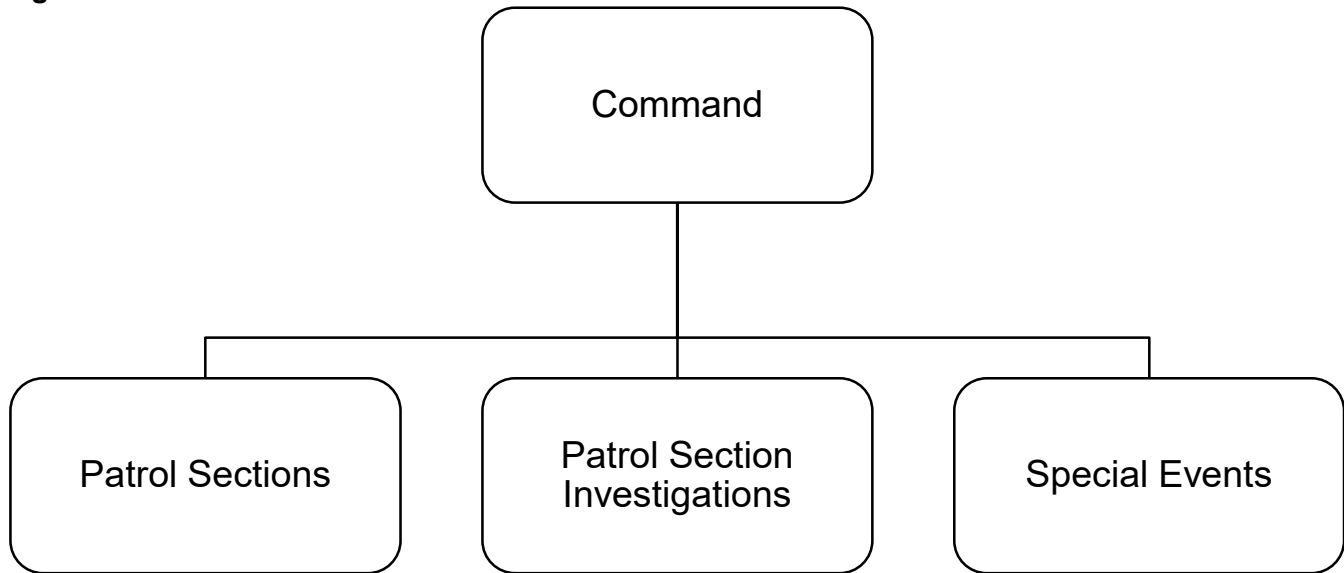 Command
Patrol Sections
Patrol Section
Investigations
Special Events